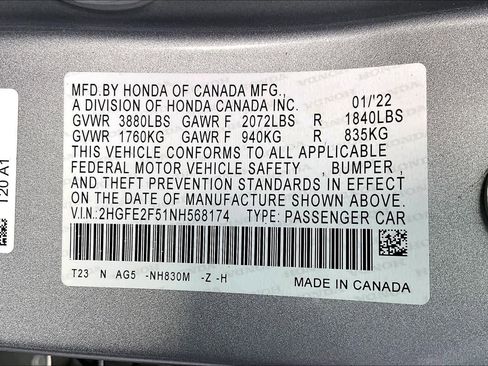 MFD.BY HONDA OF CANADA MFG.,
A DIVISION OF HONDA CANADA INC. 01/'22
GVWR 3880LBS GAWR F 2072LBS R 1840LBS
GVWR 1760KG GAWR F 940KG R 835KG
THIS VEHICLE CONFORMS TO ALL APPLICABLE
FEDERAL MOTOR VEHICLE SAFETY , BUMPER ,
AND THEFT PREVENTION STANDARDS IN EFFECT
ON THE DATE OF MANUFACTURE SHOWN ABOVE.
V.I.N.:2HGFE2F51NH568174 TYPE: PASSENGER CAR
T23 N AG5 -NH830M -Z -H
MADE IN CANADA
T20 A1